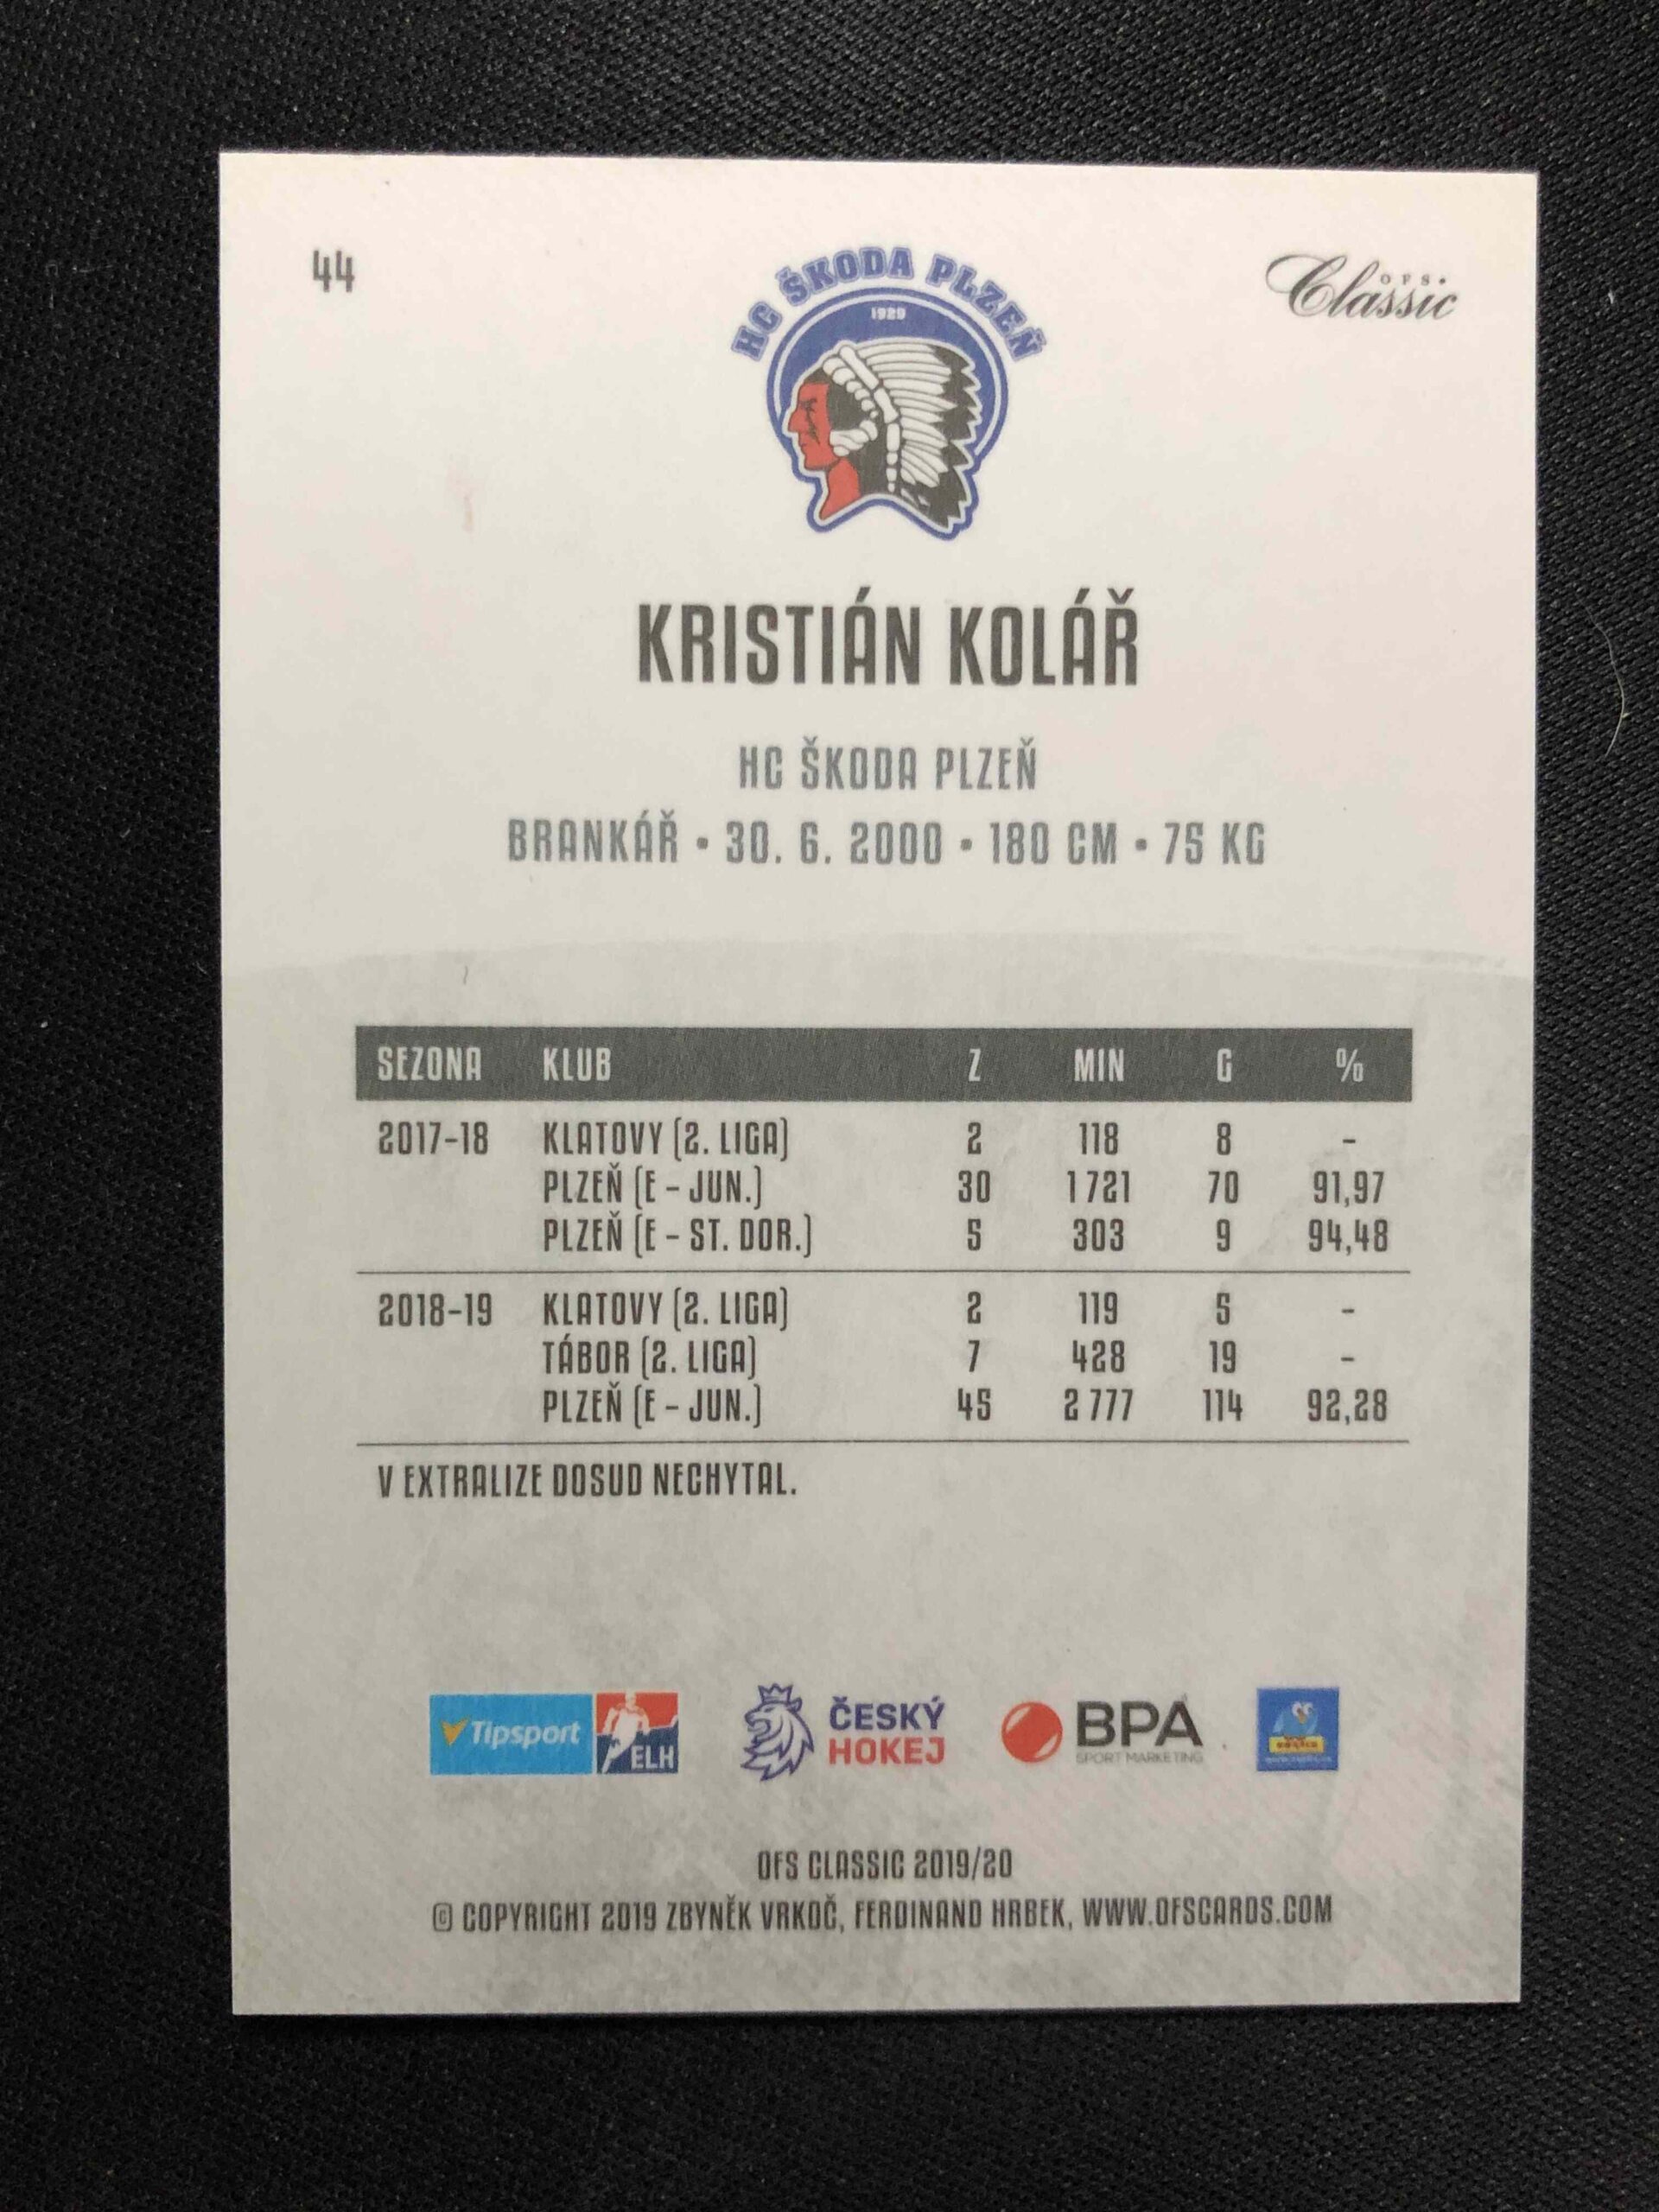 44
OFS
Classic
HC ŠKODA PLZEŇ
1929
KRISTIÁN KOLÁŘ
HC ŠKODA PLZEŇ
BRANKÁŘ • 30. 6. 2000 • 180 CM • 75 KG
SEZONA KLUB Z MIN G %
2017-18 KLATOVY (2. LIGA) 2 118 8 -
PLZEŇ (E - JUN.) 30 1 721 70 91,97
PLZEŇ (E - ST. DOR.) 5 303 9 94,48
2018-19 KLATOVY (2. LIGA) 2 119 5 -
TÁBOR (2. LIGA) 7 428 19 -
PLZEŇ (E - JUN.) 45 2 777 114 92,28
V EXTRALIZE DOSUD NECHYTAL.
Tipsport ELH
ČESKÝ
HOKEJ
BPA
SPORT MARKETING
OFS CLASSIC 2019/20
© COPYRIGHT 2019 ZBYNĚK VRKOČ, FERDINAND HRBEK, WWW.OFSCARDS.COM